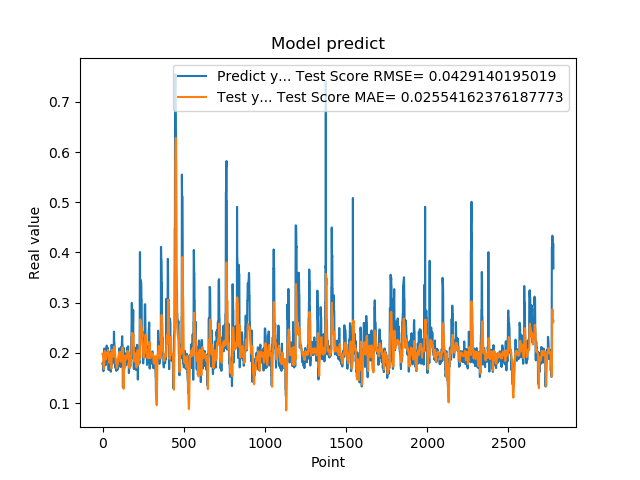 Model predict
Predict y... Test Score RMSE= 0.0429140195019
Test y... Test Score MAE= 0.02554162376187773
Real value
0.7
0.6
0.5
0.4
0.3
0.2
0.1
0 500 1000 1500 2000 2500
Point